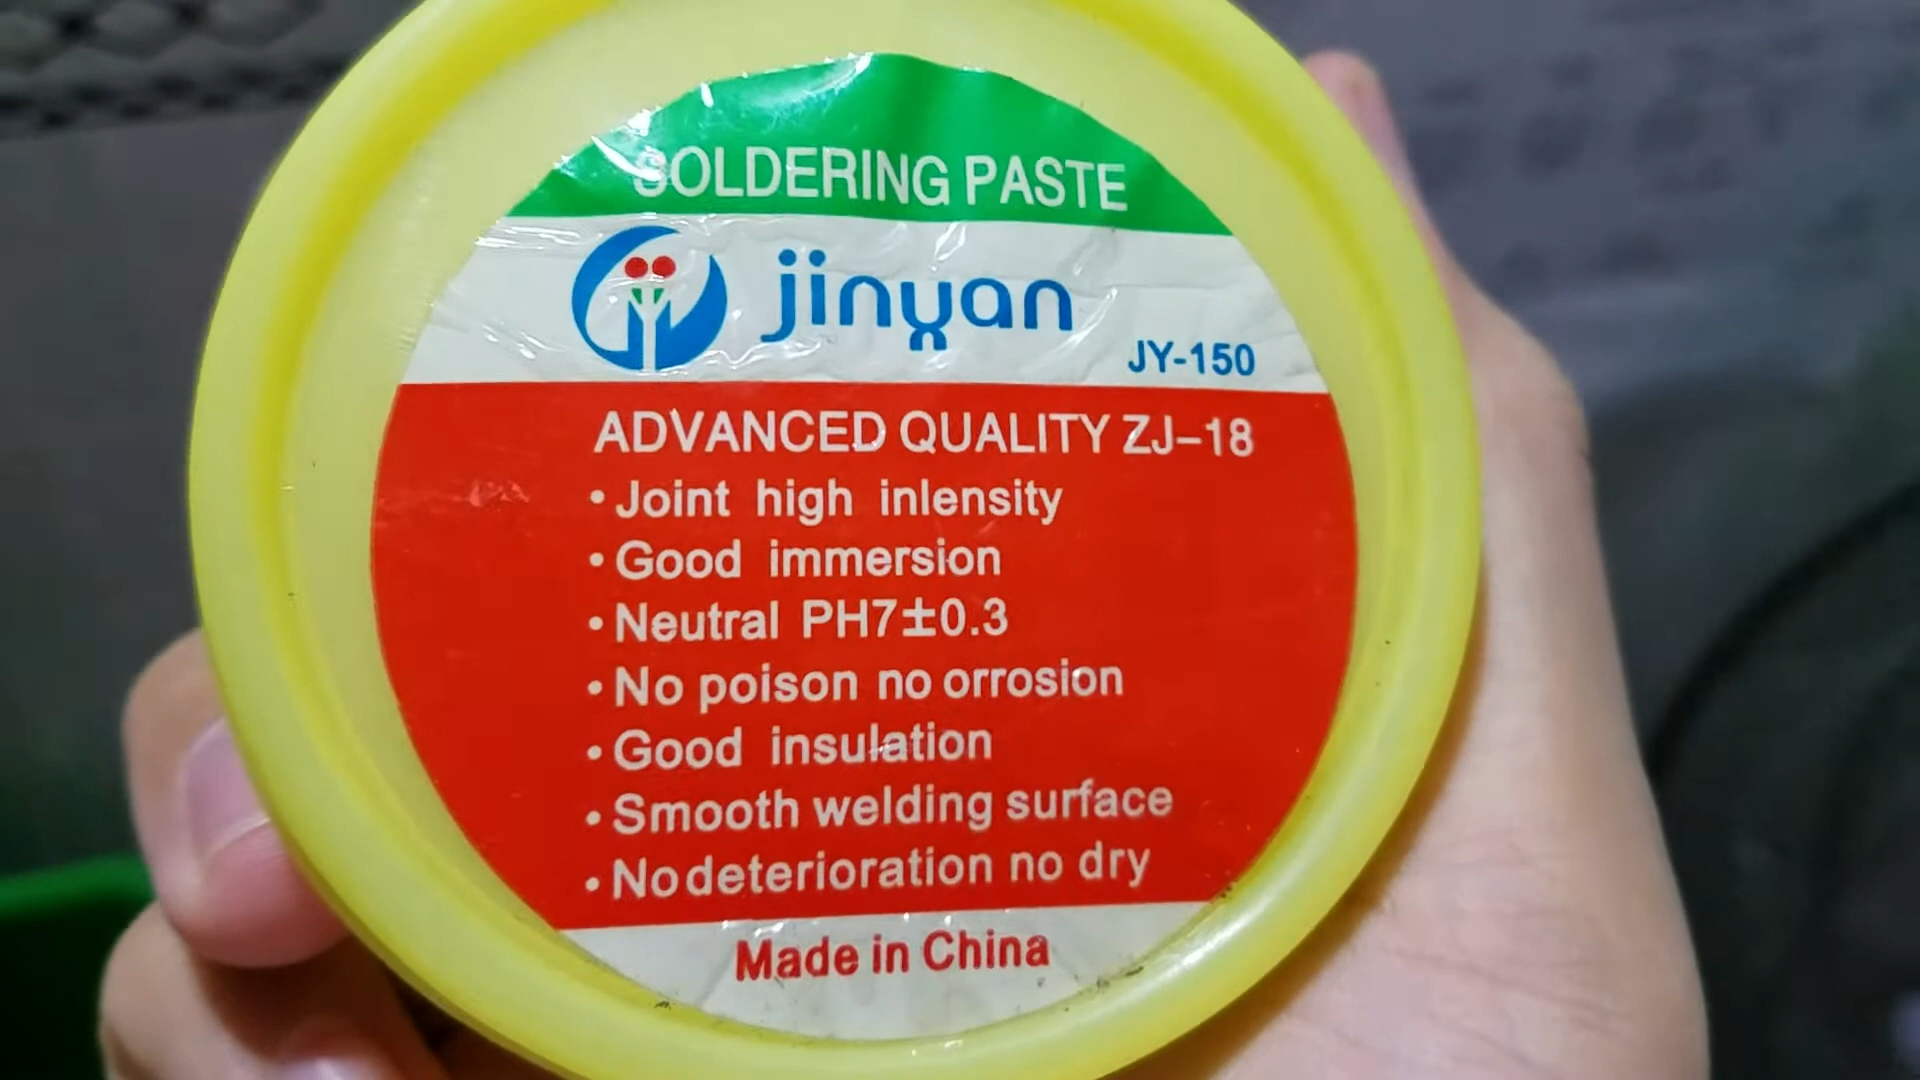 SOLDERING PASTE
jinyan
JY-150
ADVANCED QUALITY ZJ-18
• Joint high inlensity
• Good immersion
• Neutral PH7±0.3
• No poison no orrosion
• Good insulation
• Smooth welding surface
• Nodeterioration no dry
Made in China